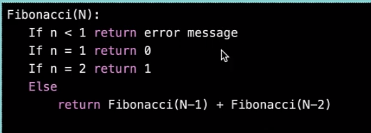 Fibonacci(N):
If n < 1 return error message
If n = 1 return 0
If n = 2 return 1
Else
return Fibonacci(N-1) + Fibonacci(N-2)